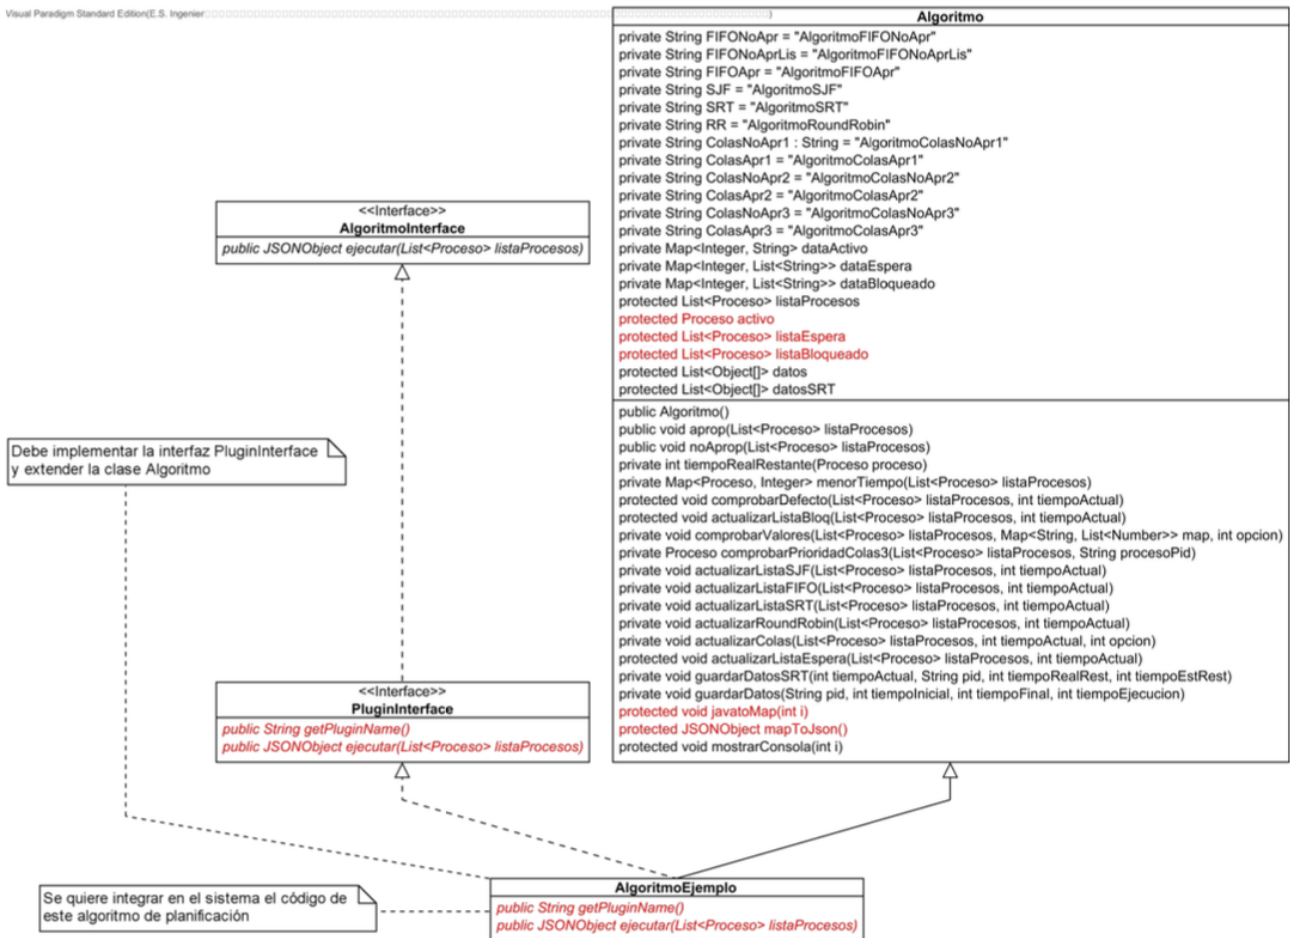 Visual Paradigm Standard Edition(E.S. Ingenier
Algoritmo
private String FIFONoApr = "AlgoritmoFIFONoApr"
private String FIFONoAprLis = "AlgoritmoFIFONoAprLis"
private String FIFOApr = "AlgoritmoFIFOApr"
private String SJF = "AlgoritmoSJF"
private String SRT = "AlgoritmoSRT"
private String RR = "AlgoritmoRoundRobin"
private String ColasNoApr1 : String = "AlgoritmoColasNoApr1"
private String ColasApr1 = "AlgoritmoColasApr1"
private String ColasNoApr2 = "AlgoritmoColasNoApr2"
private String ColasApr2 = "AlgoritmoColasApr2"
private String ColasNoApr3 = "AlgoritmoColasNoApr3"
private String ColasApr3 = "AlgoritmoColasApr3"
private Map<Integer, String> dataActivo
private Map<Integer, List<String>> dataEspera
private Map<Integer, List<String>> dataBloqueado
protected List<Proceso> listaProcesos
protected Proceso activo
protected List<Proceso> listaEspera
protected List<Proceso> listaBloqueado
protected List<Object[]> datos
protected List<Object[]> datosSRT
public Algoritmo()
public void aprop(List<Proceso> listaProcesos)
public void noAprop(List<Proceso> listaProcesos)
private int tiempoRealRestante(Proceso proceso)
private Map<Proceso, Integer> menorTiempo(List<Proceso> listaProcesos)
protected void comprobarDefecto(List<Proceso> listaProcesos, int tiempoActual)
protected void actualizarListaBloq(List<Proceso> listaProcesos, int tiempoActual)
private void comprobarValores(List<Proceso> listaProcesos, Map<String, List<Number>> map, int opcion)
private Proceso comprobarPrioridadColas3(List<Proceso> listaProcesos, String procesoPid)
private void actualizarListaSJF(List<Proceso> listaProcesos, int tiempoActual)
private void actualizarListaFIFO(List<Proceso> listaProcesos, int tiempoActual)
private void actualizarListaSRT(List<Proceso> listaProcesos, int tiempoActual)
private void actualizarRoundRobin(List<Proceso> listaProcesos, int tiempoActual)
private void actualizarColas(List<Proceso> listaProcesos, int tiempoActual, int opcion)
protected void actualizarListaEspera(List<Proceso> listaProcesos, int tiempoActual)
private void guardarDatosSRT(int tiempoActual, String pid, int tiempoRealRest, int tiempoEstRest)
private void guardarDatos(String pid, int tiempoInicial, int tiempoFinal, int tiempoEjecucion)
protected void javatoMap(int i)
protected JSONObject mapToJson()
protected void mostrarConsola(int i)
<<Interface>>
AlgoritmoInterface
public JSONObject ejecutar(List<Proceso> listaProcesos)
Debe implementar la interfaz PluginInterface
y extender la clase Algoritmo
<<Interface>>
PluginInterface
public String getPluginName()
public JSONObject ejecutar(List<Proceso> listaProcesos)
Se quiere integrar en el sistema el código de
este algoritmo de planificación
AlgoritmoEjemplo
public String getPluginName()
public JSONObject ejecutar(List<Proceso> listaProcesos)